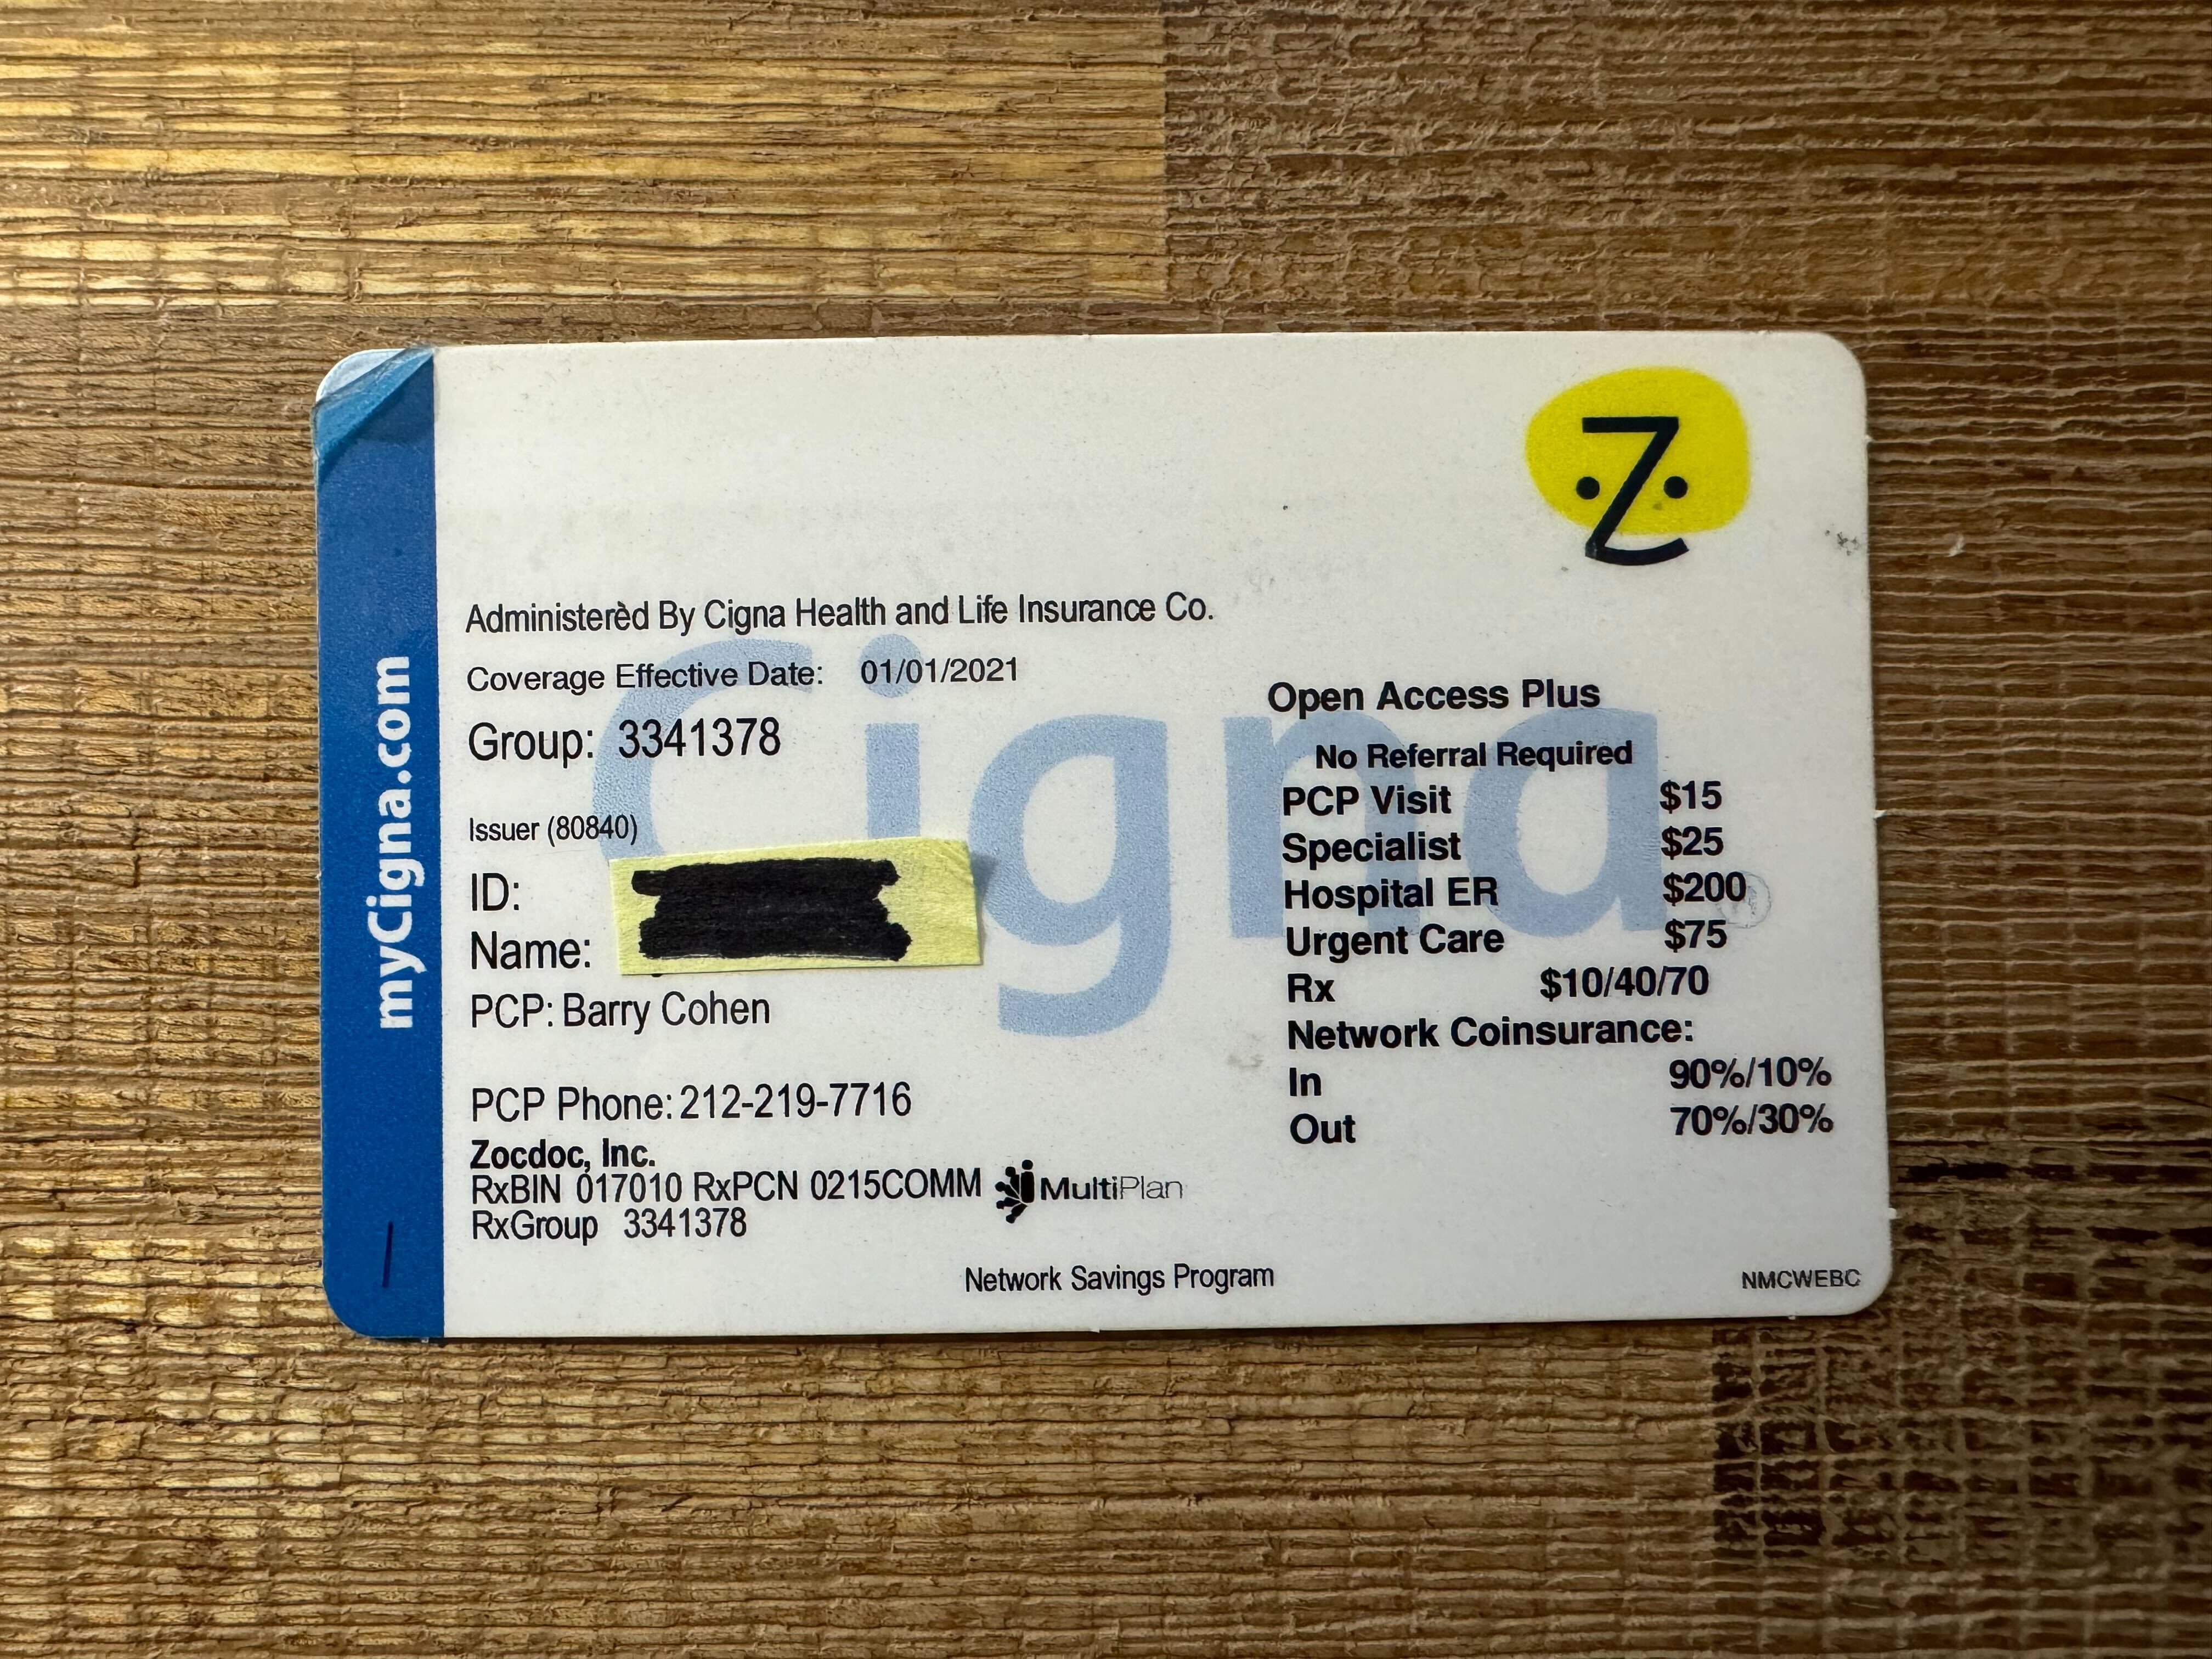 myCigna.com
Z
Administered By Cigna Health and Life Insurance Co.
Coverage Effective Date: 01/01/2021
Group: 3341378
Issuer (80840)
ID:
Name:
PCP: Barry Cohen
PCP Phone: 212-219-7716
Zocdoc, Inc.
RxBIN 017010 RxPCN 0215COMM MultiPlan
RxGroup 3341378
Network Savings Program
Cigna
Open Access Plus
No Referral Required
PCP Visit $15
Specialist $25
Hospital ER $200
Urgent Care $75
Rx $10/40/70
Network Coinsurance:
In 90%/10%
Out 70%/30%
NMCWEBC